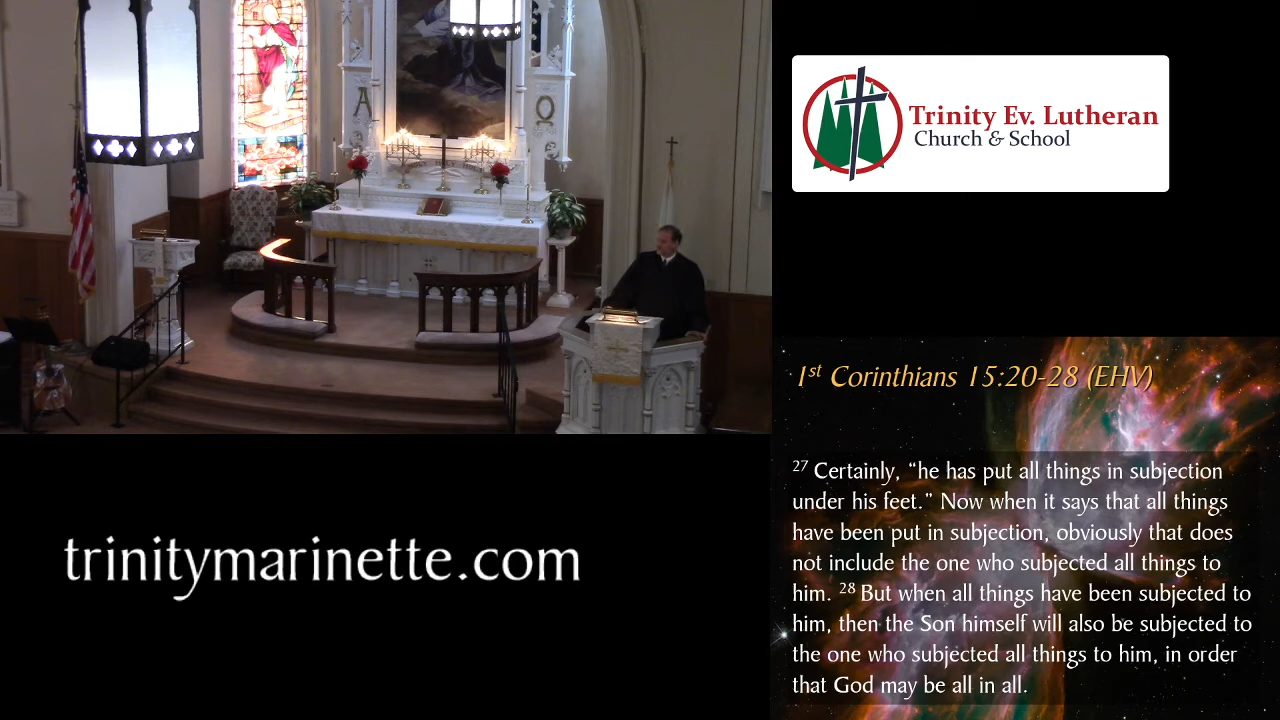 A Ω
Trinity Ev. Lutheran
Church & School
1st Corinthians 15:20-28 (EHV)
27 Certainly, “he has put all things in subjection
under his feet.” Now when it says that all things
have been put in subjection, obviously that does
not include the one who subjected all things to
him. 28 But when all things have been subjected to
him, then the Son himself will also be subjected to
the one who subjected all things to him, in order
that God may be all in all.
trinitymarinette.com